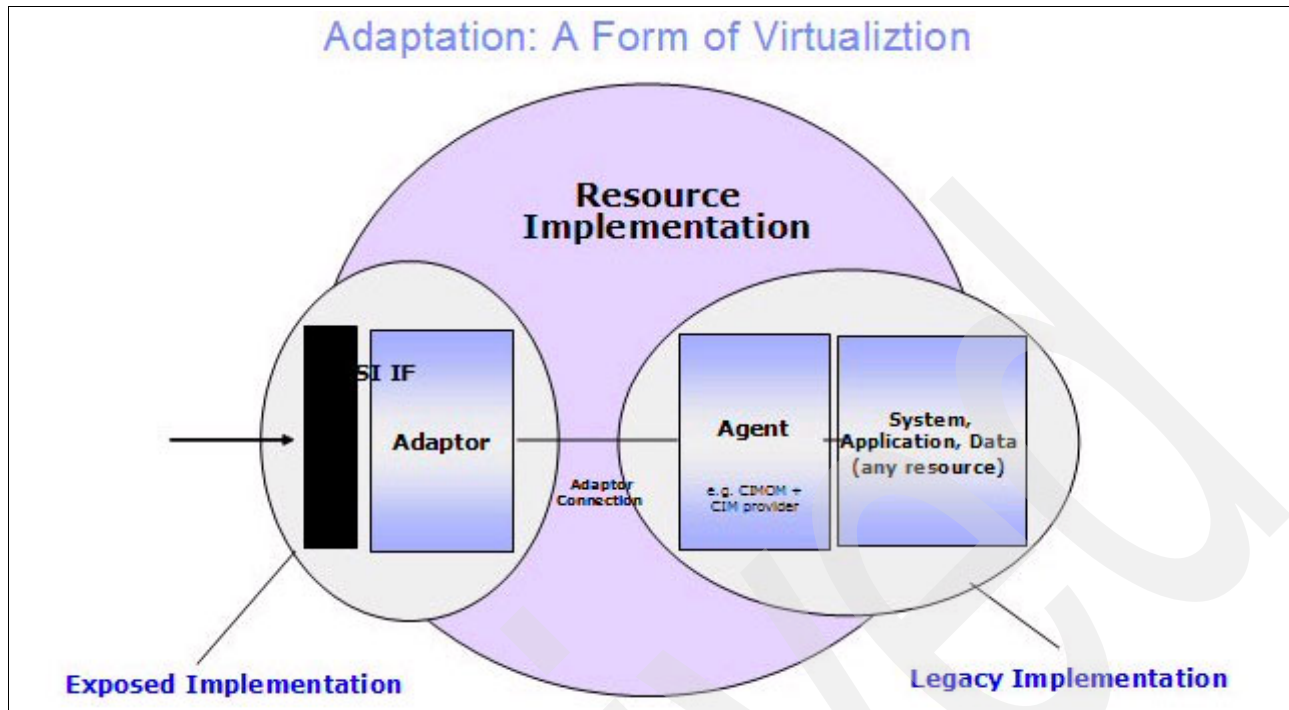 Adaptation: A Form of Virtualiztion
Resource
Implementation
SI IF
Adaptor
Adaptor
Connection
Agent
e.g. CIMOM +
CIM provider
System,
Application, Data
(any resource)
Exposed Implementation
Legacy Implementation